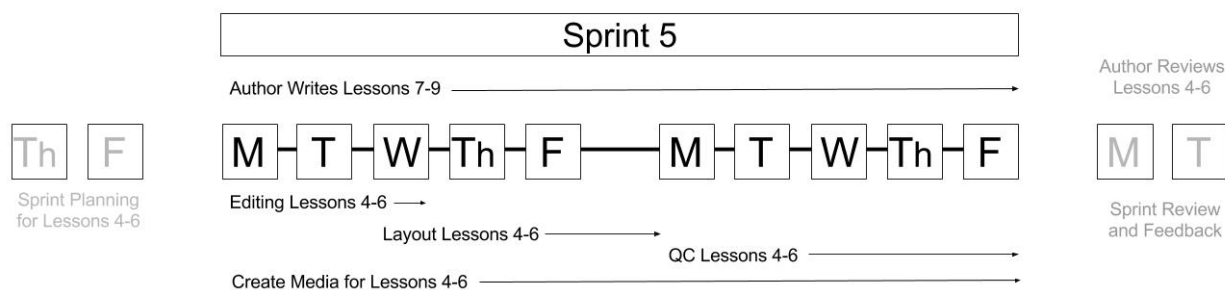 Sprint 5
Author Writes Lessons 7-9
Author Reviews
Lessons 4-6
Th F
M T W Th F M T W Th F
M T
Sprint Planning
for Lessons 4-6
Editing Lessons 4-6
Layout Lessons 4-6
QC Lessons 4-6
Create Media for Lessons 4-6
Sprint Review
and Feedback